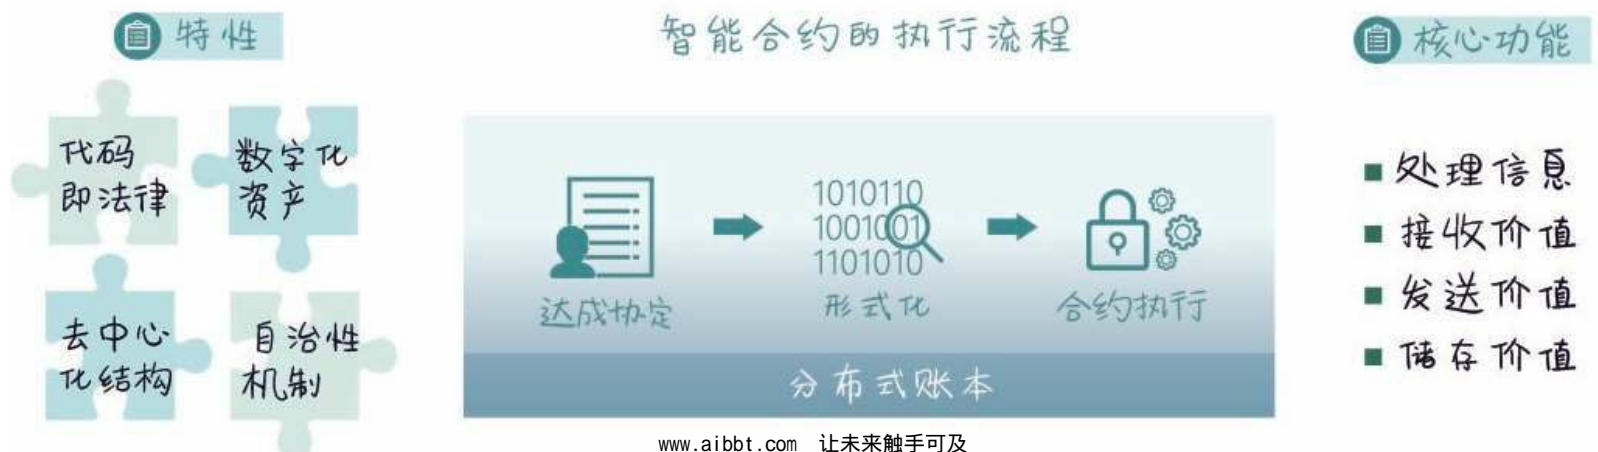 特性
代码
即法律
数字化
资产
去中心
化结构
自治性
机制
智能合约的执行流程
1010110
1001001
1101010
达成协定
形式化
合约执行
分布式账本
核心功能
处理信息
接收价值
发送价值
储存价值
www.aibbt.com 让未来触手可及